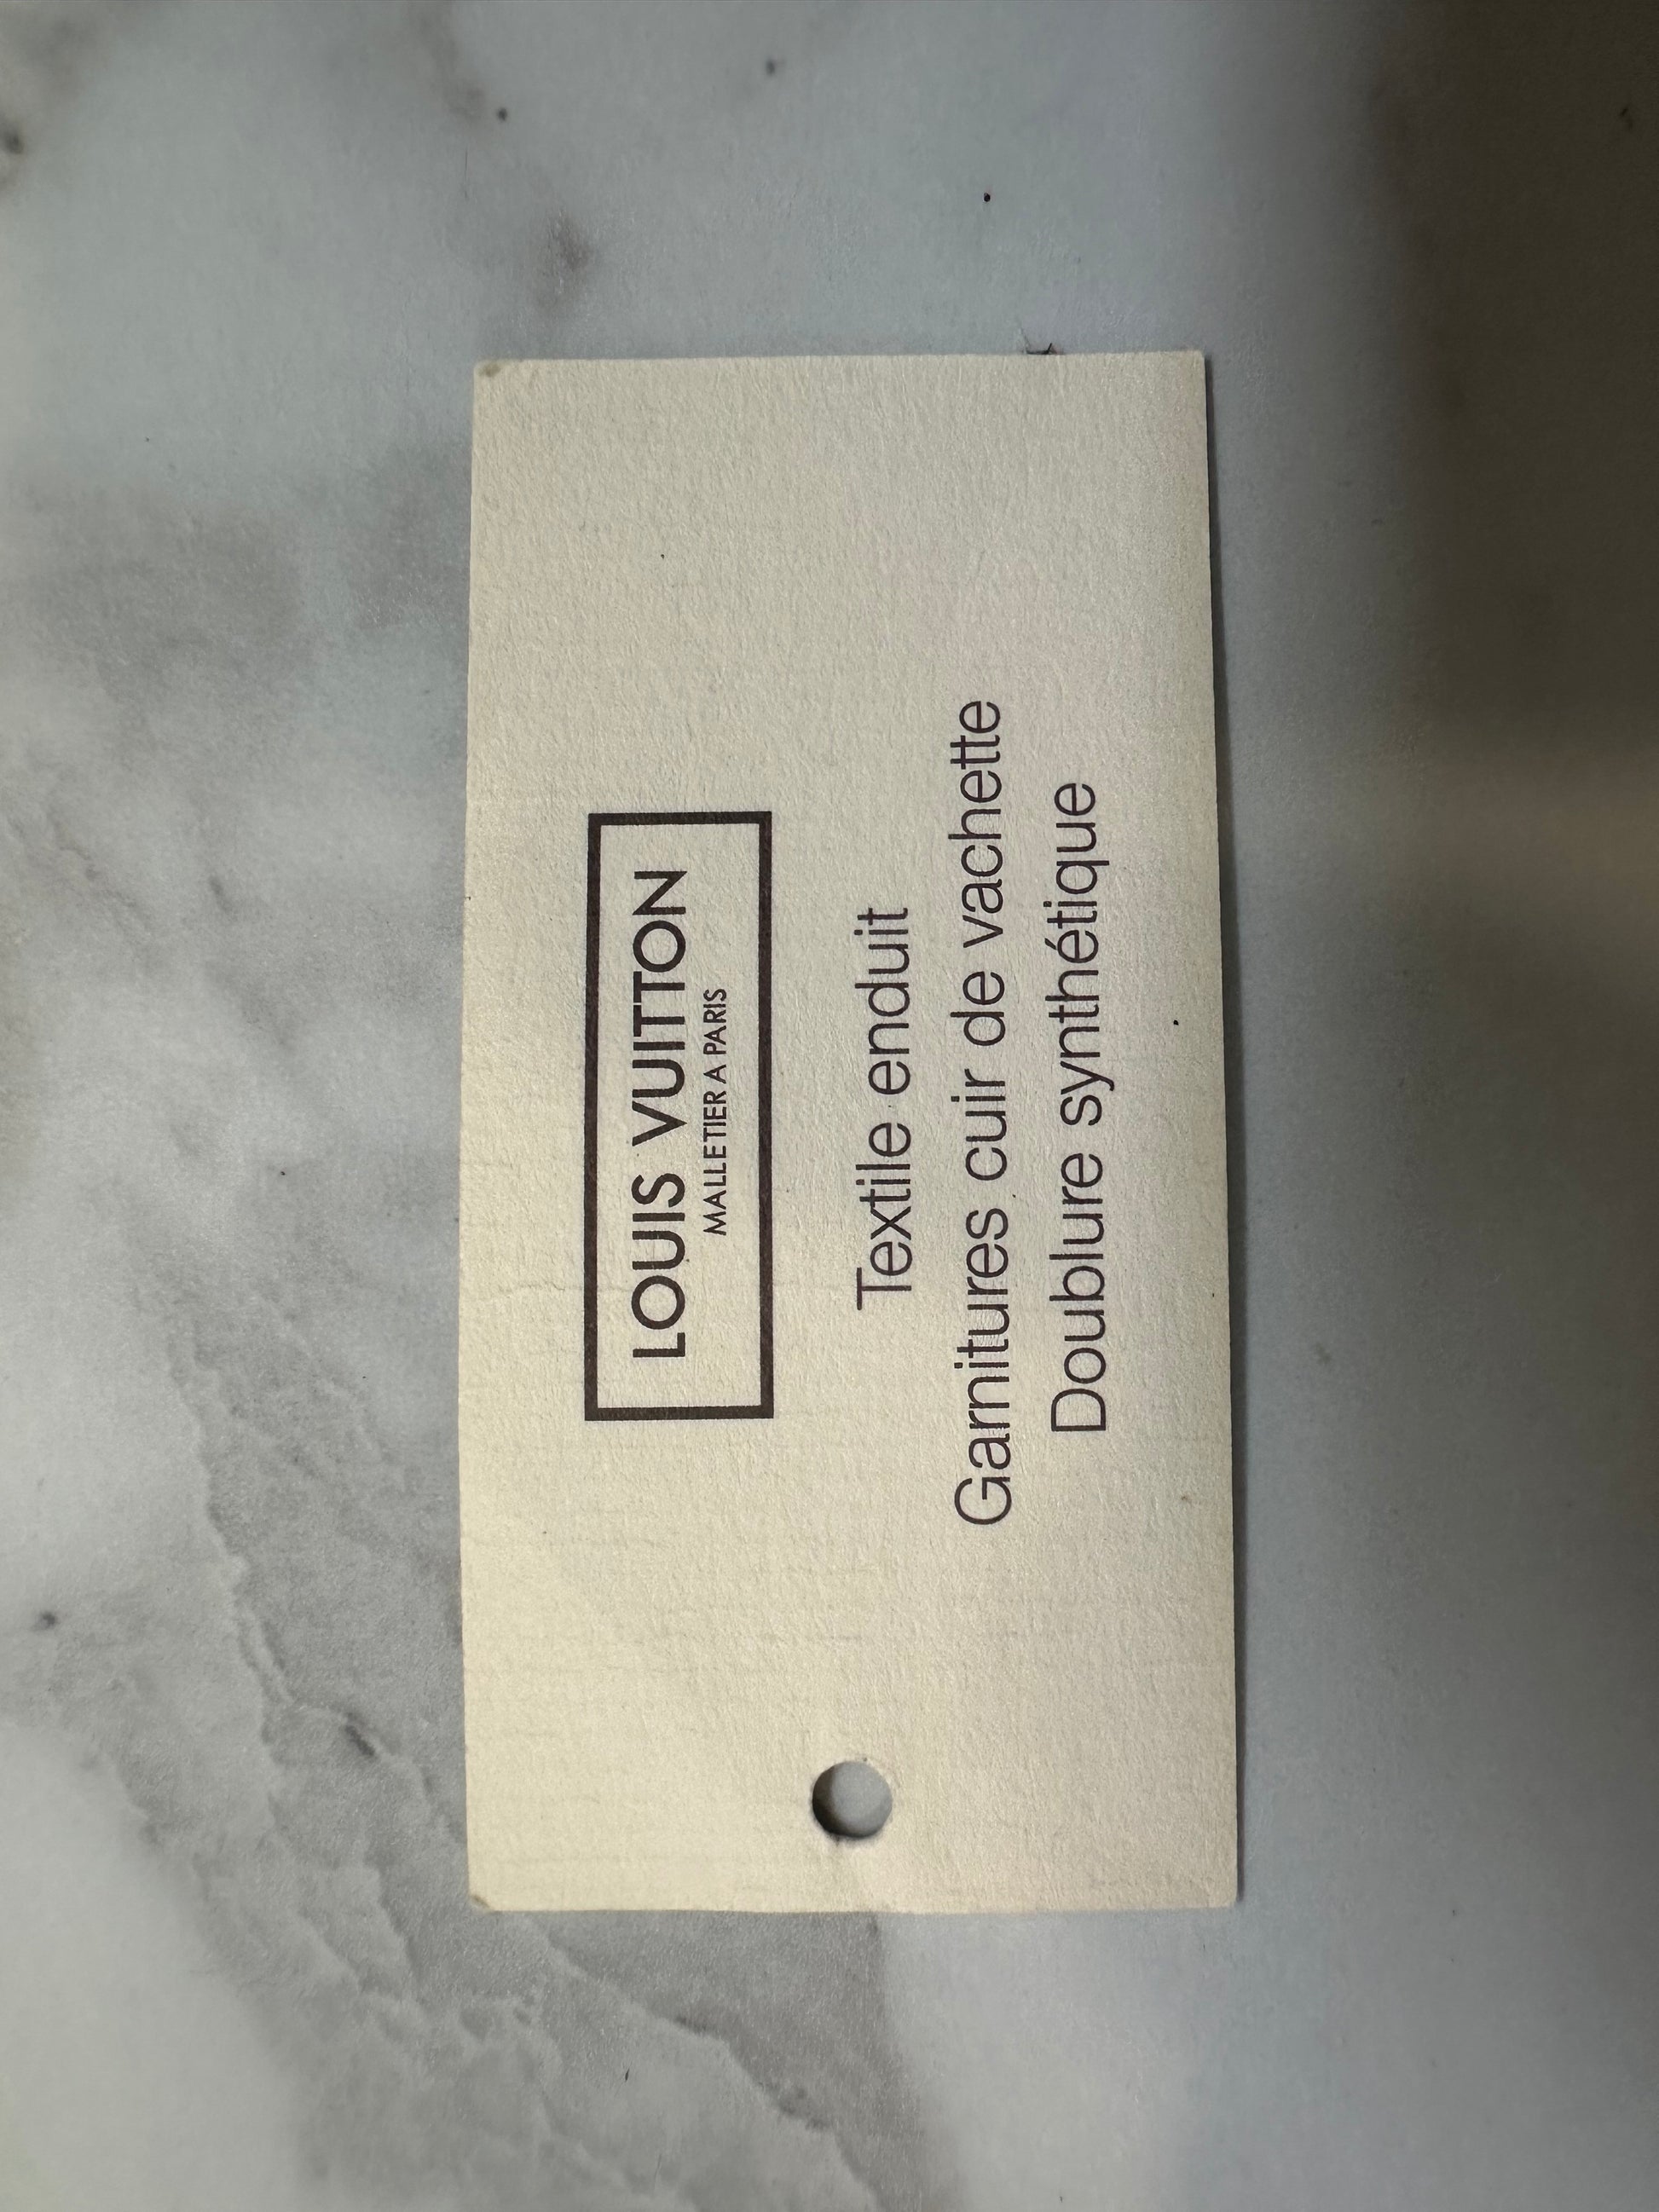 LOUIS VUITTON
MALLETIER A PARIS
Textile enduit
Garnitures cuir de vachette
Doublure synthétique